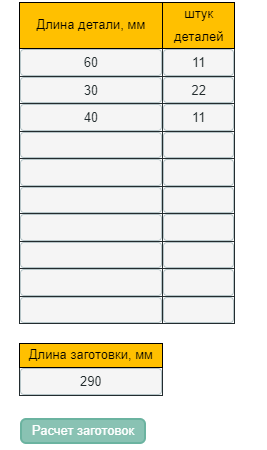 Длина детали, мм штук
деталей
60 11
30 22
40 11
Длина заготовки, мм
290
Расчет заготовок